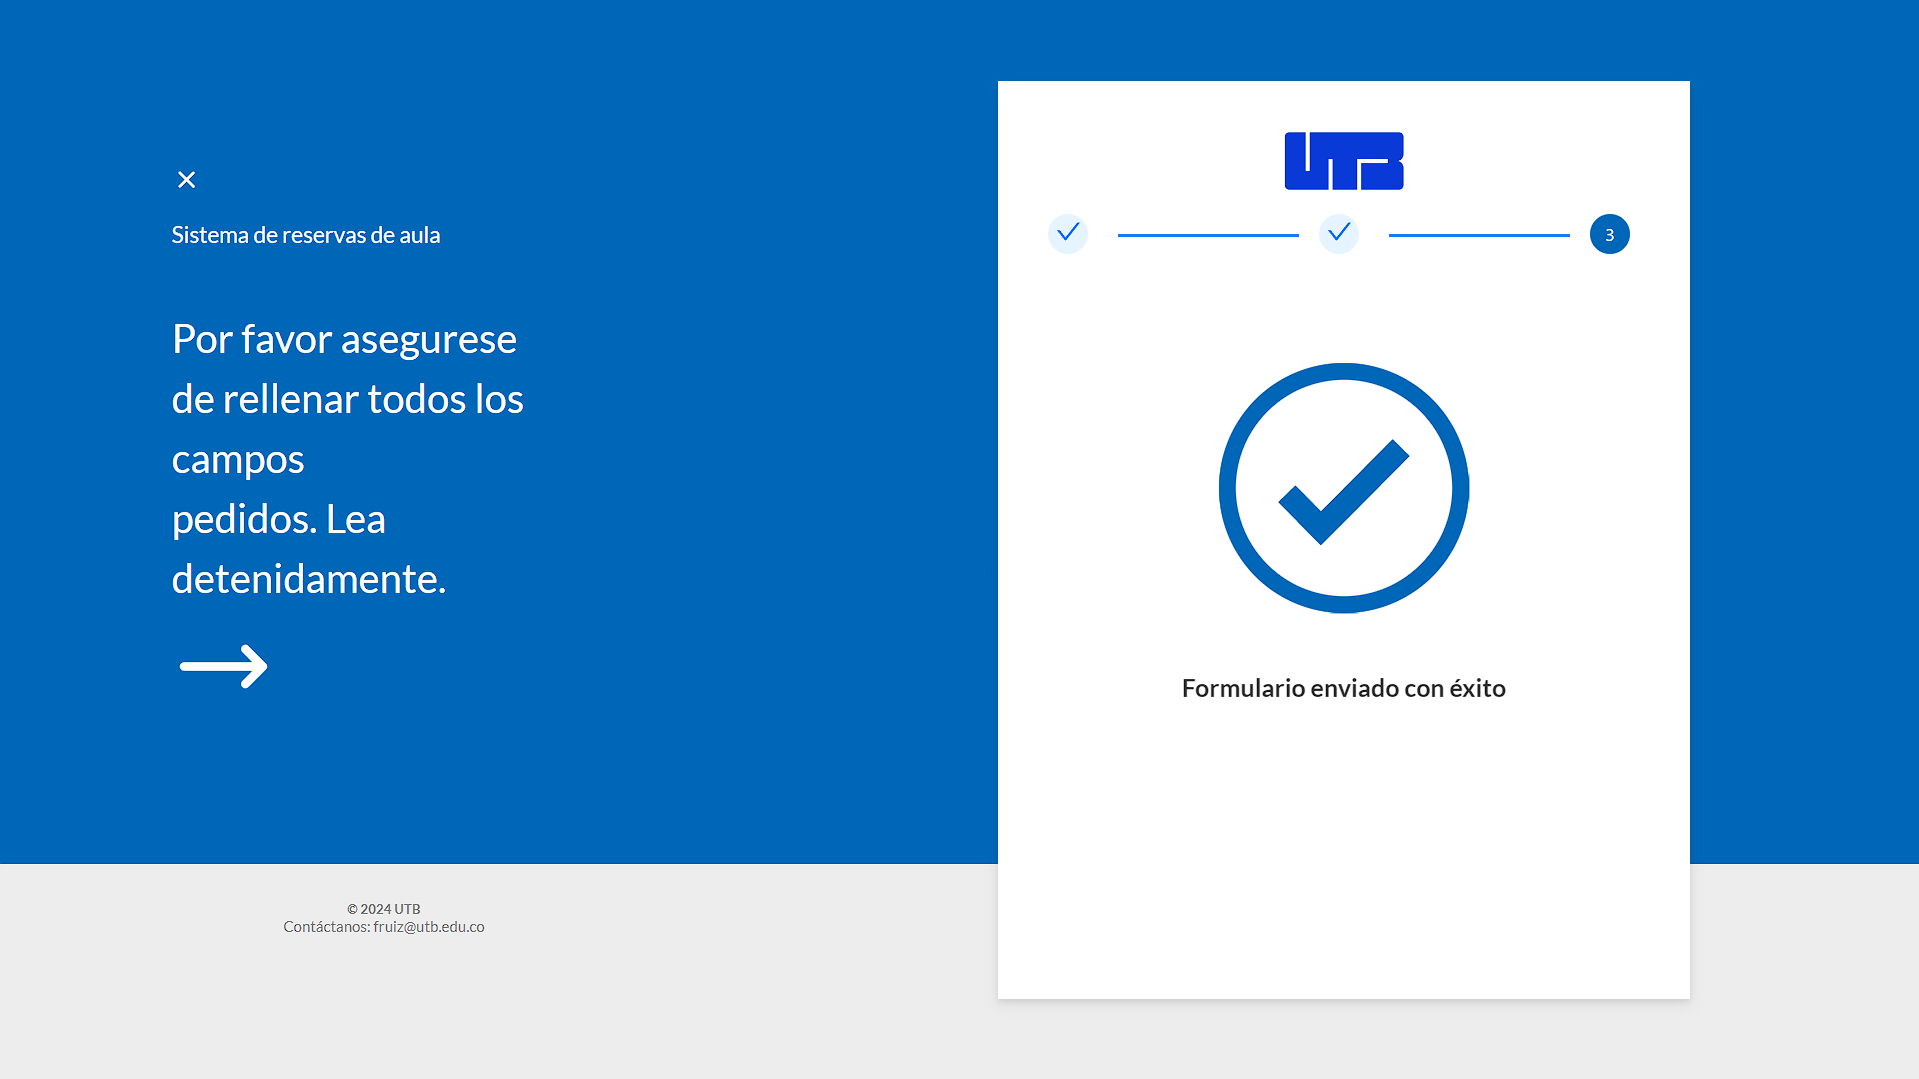 Sistema de reservas de aula
Por favor asegurese
de rellenar todos los
campos
pedidos. Lea
detenidamente.
© 2024 UTB
Contáctanos: fruiz@utb.edu.co
UTB
3
Formulario enviado con éxito